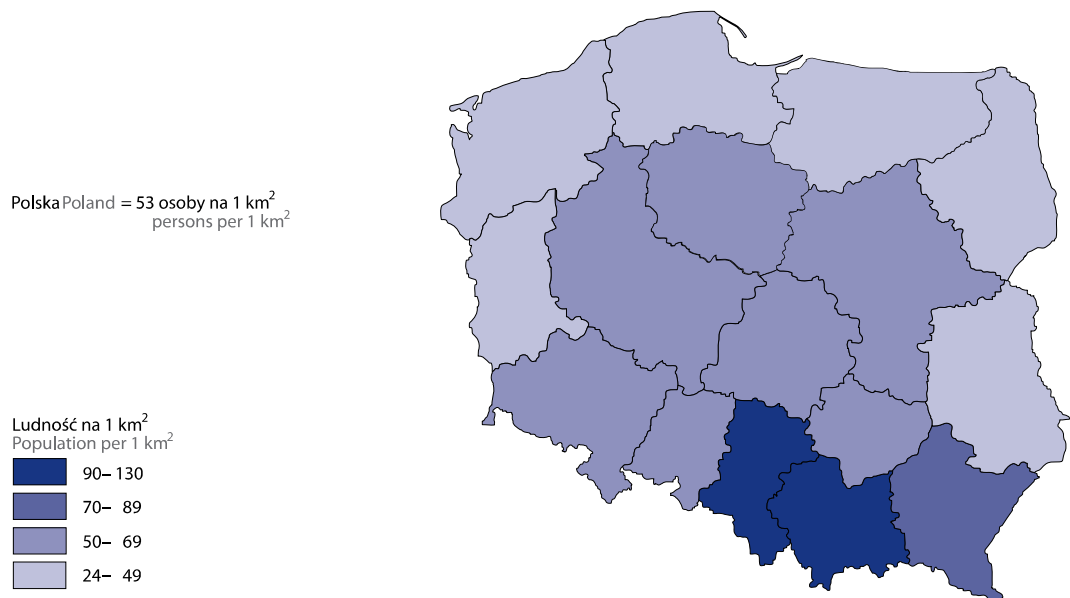 Polska Poland = 53 osoby na 1 km²
persons per 1 km²
Ludność na 1 km²
Population per 1 km²
90– 130
70– 89
50– 69
24– 49